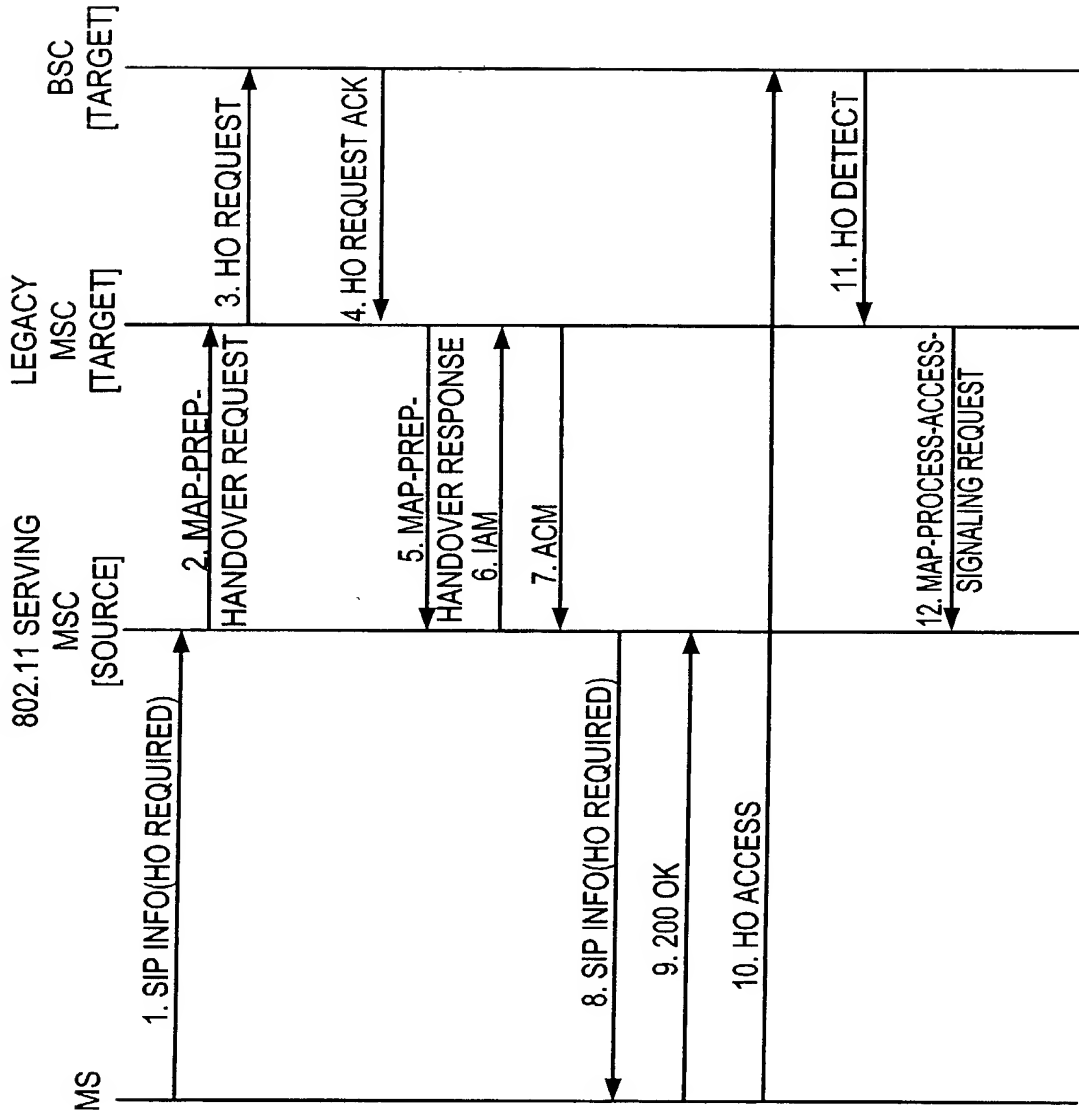 MS
802.11 SERVING
MSC
[SOURCE]
LEGACY
MSC
[TARGET]
BSC
[TARGET]
1. SIP INFO(HO REQUIRED)
2. MAP-PREP-
HANDOVER REQUEST
3. HO REQUEST
4. HO REQUEST ACK
5. MAP-PREP-
HANDOVER RESPONSE
6. IAM
7. ACM
8. SIP INFO(HO REQUIRED)
9. 200 OK
10. HO ACCESS
11. HO DETECT
12. MAP-PROCESS-ACCESS-
SIGNALING REQUEST